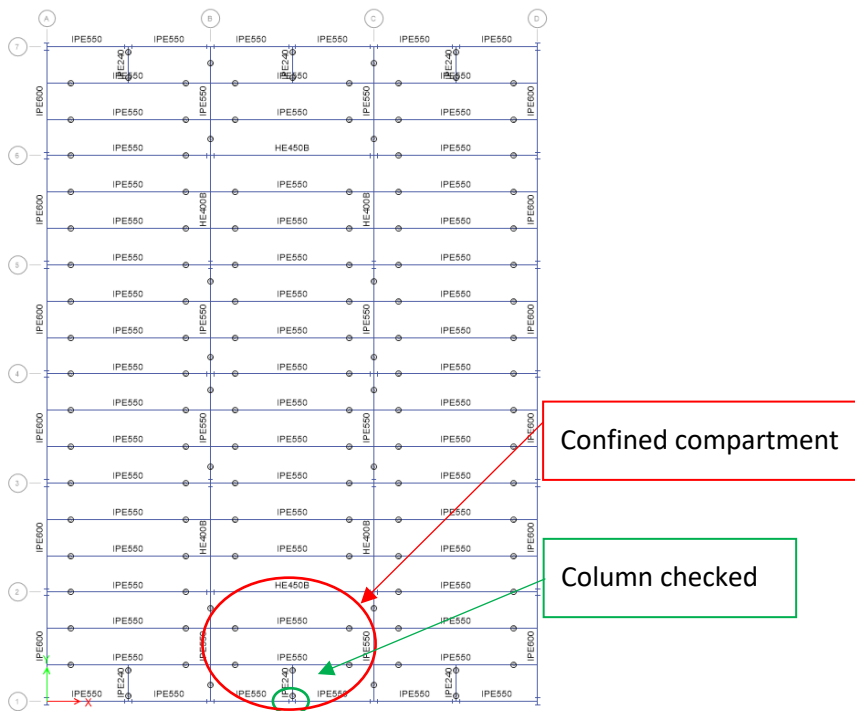 A B C D
IPE550 IPE550 IPE550 IPE550 IPE550 IPE550
7
IPE240 IPE240 IPE240
IPE550 IPE550 IPE550
IPE600 IPE550 IPE550 IPE600
IPE550 IPE550 IPE550
6 IPE550 HE450B IPE550
IPE550 IPE550 IPE550
IPE600 HE400B HE400B IPE600
IPE550 IPE550 IPE550
5 IPE550 IPE550 IPE550
IPE550 IPE550 IPE550
IPE600 IPE550 IPE550 IPE600
IPE550 IPE550 IPE550
4 IPE550 IPE550 IPE550
IPE550 IPE550 IPE550
IPE600 IPE550 IPE550 IPE600
IPE550 IPE550 IPE550
Confined compartment
3 IPE550 IPE550 IPE550
IPE550 IPE550 IPE550
IPE600 HE400B HE400B IPE600
IPE550 IPE550 IPE550
Column checked
2 IPE550 HE450B IPE550
IPE550 IPE550 IPE550
IPE600 IPE550 IPE550 IPE600
Y
IPE550 IPE550 IPE550
IPE240 IPE240 IPE240
IPE550 IPE550 IPE550 IPE550 IPE550 IPE550
1 X